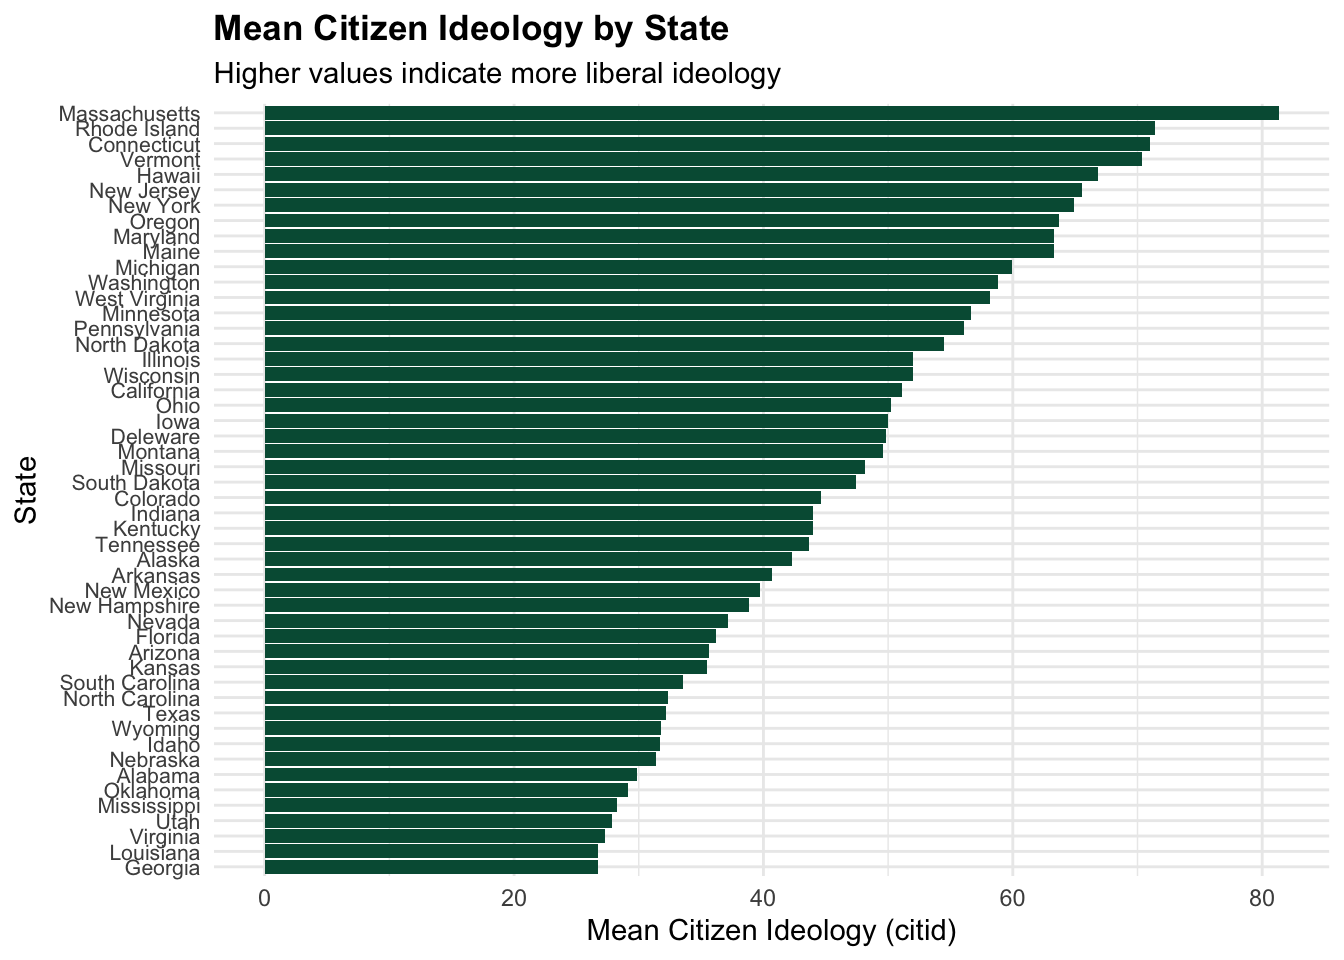 Mean Citizen Ideology by State
Higher values indicate more liberal ideology
Massachusetts
Rhode Island
Connecticut
Vermont
Hawaii
New Jersey
New York
Oregon
Maryland
Maine
Michigan
Washington
West Virginia
Minnesota
Pennsylvania
North Dakota
Illinois
Wisconsin
California
Ohio
Iowa
Deleware
Montana
Missouri
South Dakota
Colorado
Indiana
Kentucky
Tennessee
Alaska
Arkansas
New Mexico
New Hampshire
Nevada
Florida
Arizona
Kansas
South Carolina
North Carolina
Texas
Wyoming
Idaho
Nebraska
Alabama
Oklahoma
Mississippi
Utah
Virginia
Louisiana
Georgia
State
0 20 40 60 80
Mean Citizen Ideology (citid)